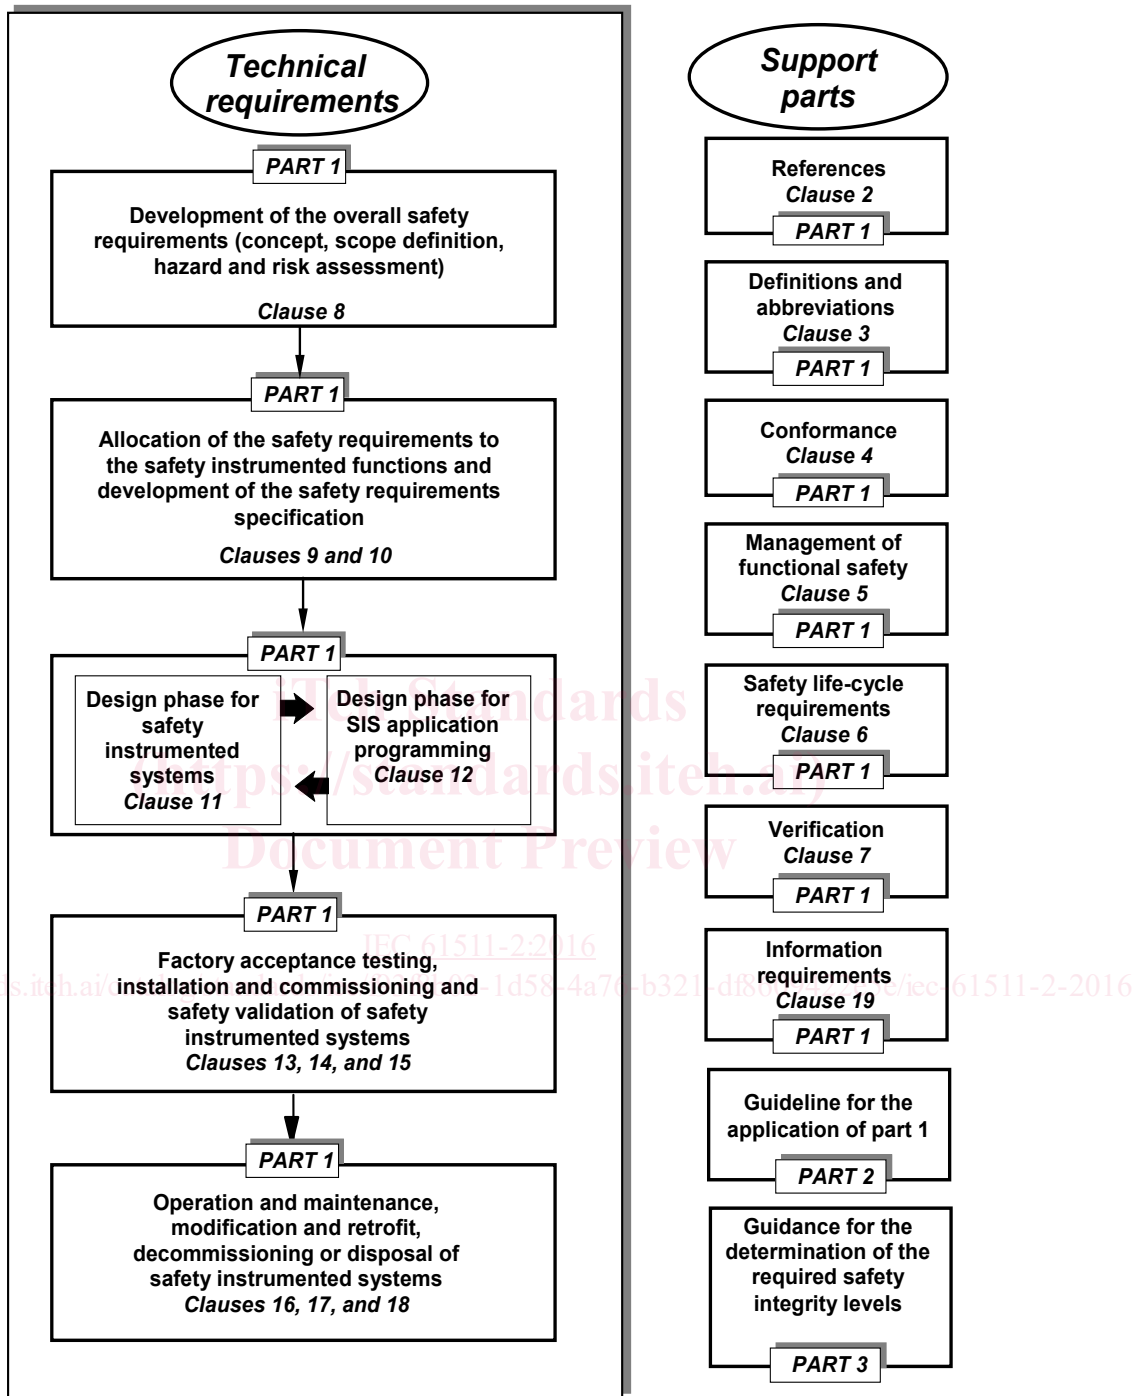 Technical
requirements
PART 1
Development of the overall safety
requirements (concept, scope definition,
hazard and risk assessment)
Clause 8
PART 1
Allocation of the safety requirements to
the safety instrumented functions and
development of the safety requirements
specification
Clauses 9 and 10
PART 1
Design phase for
safety
instrumented
systems
Clause 11
Design phase for
SIS application
programming
Clause 12
PART 1
Factory acceptance testing,
installation and commissioning and
safety validation of safety
instrumented systems
Clauses 13, 14, and 15
PART 1
Operation and maintenance,
modification and retrofit,
decommissioning or disposal of
safety instrumented systems
Clauses 16, 17, and 18
Support
parts
References
Clause 2
PART 1
Definitions and
abbreviations
Clause 3
PART 1
Conformance
Clause 4
PART 1
Management of
functional safety
Clause 5
PART 1
Safety life-cycle
requirements
Clause 6
PART 1
Verification
Clause 7
PART 1
Information
requirements
Clause 19
PART 1
Guideline for the
application of part 1
PART 2
Guidance for the
determination of the
required safety
integrity levels
PART 3
iTeh Standards
(https://standards.iteh.ai)
Document Preview
IEC 61511-2:2016